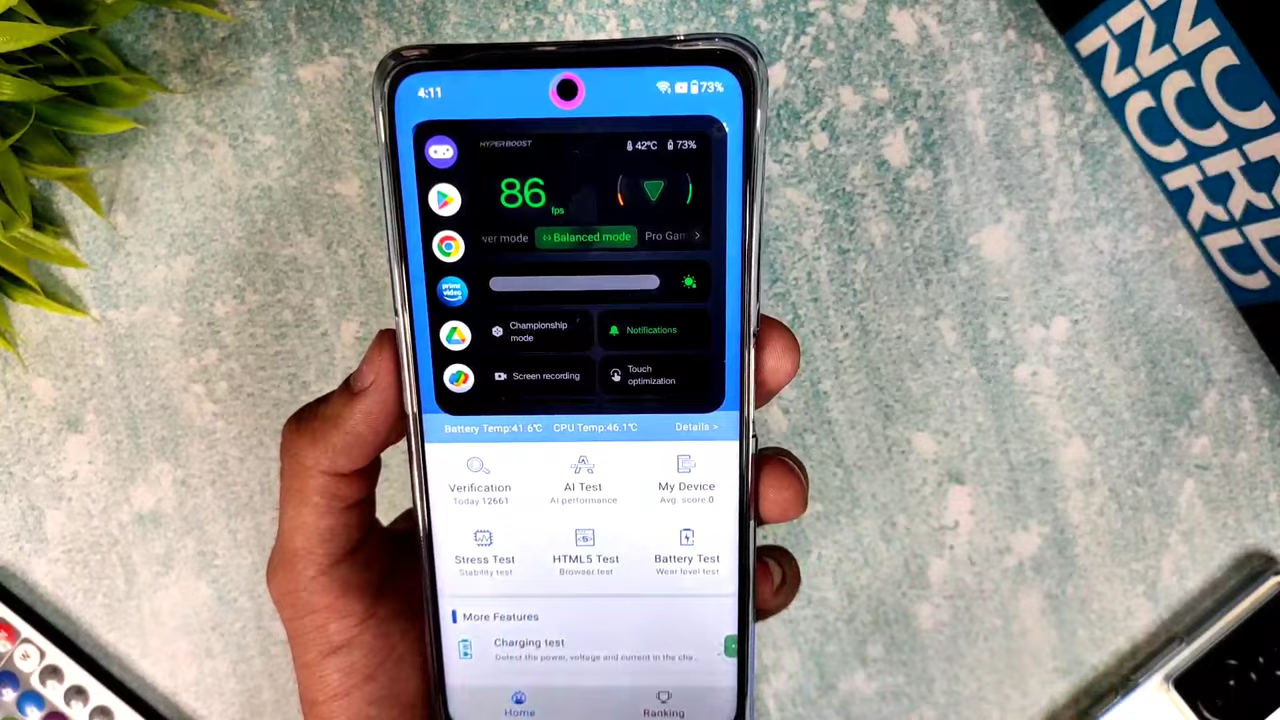 4:11
73%
HYPERBOOST
42°C
73%
86
fps
ver mode
Balanced mode
Pro Gam
prime
video
Championship
mode
Notifications
Screen recording
Touch
optimization
Battery Temp:41.6℃
CPU Temp:46.1℃
Details >
Verification
Today 12661
AI Test
AI performance
My Device
Avg. score 0
Stress Test
Stability test
HTML5 Test
Browser test
Battery Test
Wear level test
More Features
Charging test
Detect the power, voltage and current in the cha...
Home
Ranking